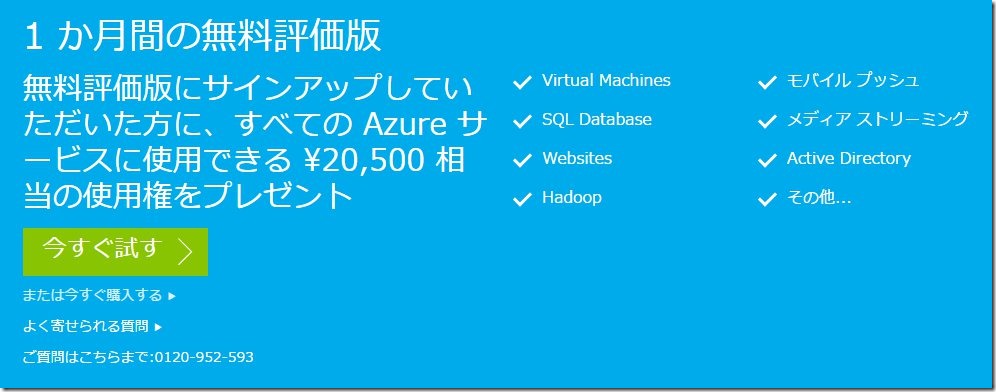 1 か月間の無料評価版
無料評価版にサインアップしてい
ただいた方に、すべての Azure サ
ービスに使用できる ¥20,500 相
当の使用権をプレゼント
今すぐ試す
または今すぐ購入する ▶
よく寄せられる質問 ▶
ご質問はこちらまで:0120-952-593
Virtual Machines
SQL Database
Websites
Hadoop
モバイル プッシュ
メディア ストリーミング
Active Directory
その他...